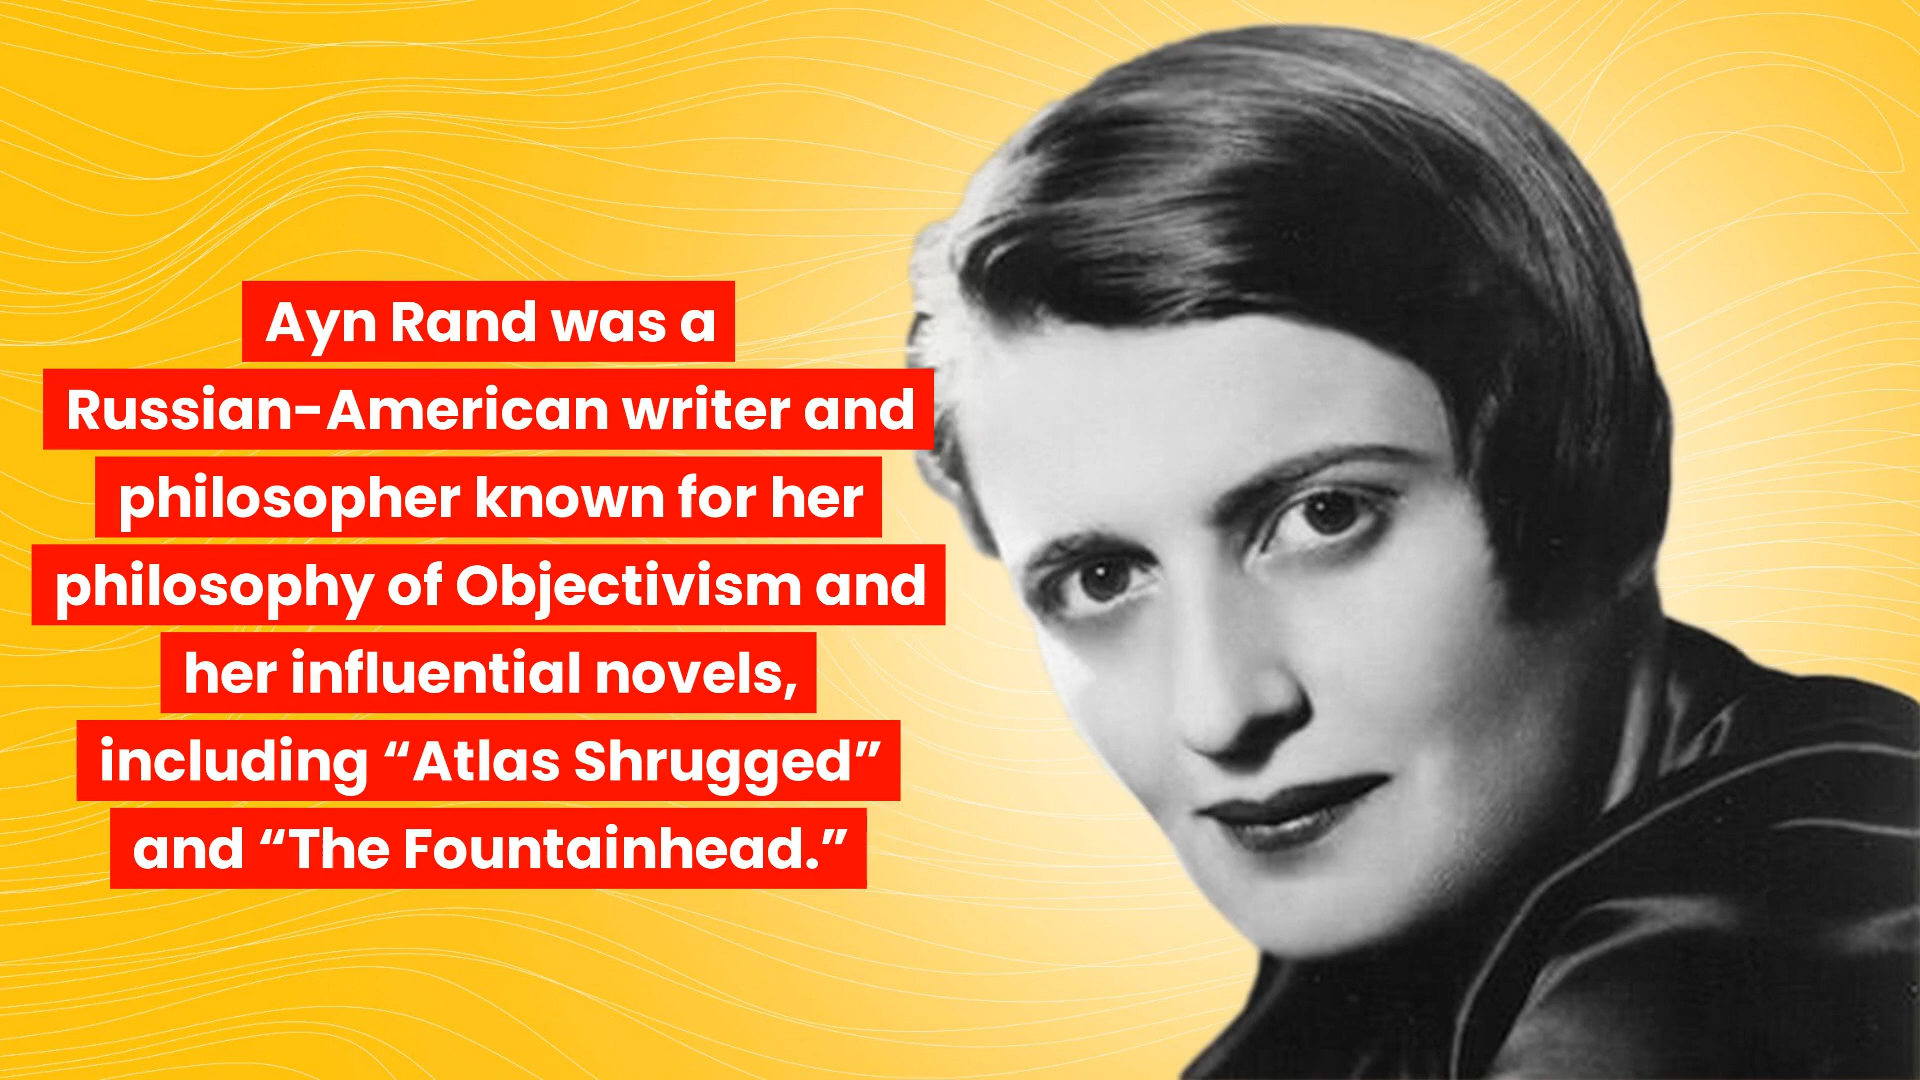 Ayn Rand was a
Russian-American writer and
philosopher known for her
philosophy of Objectivism and
her influential novels,
including “Atlas Shrugged”
and “The Fountainhead.”